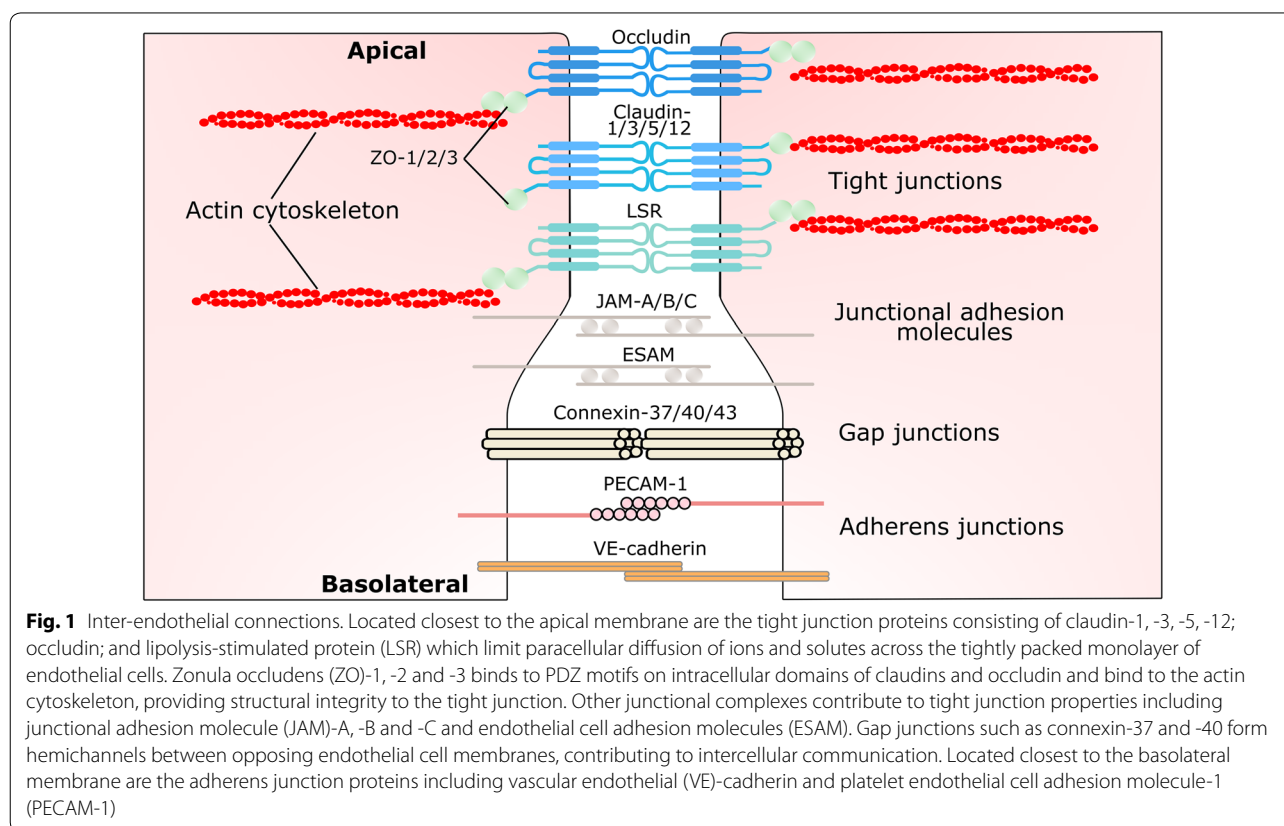 Apical
Occludin
Claudin-
1/3/5/12
ZO-1/2/3
Tight junctions
Actin cytoskeleton
LSR
JAM-A/B/C
Junctional adhesion
molecules
ESAM
Connexin-37/40/43
Gap junctions
PECAM-1
Adherens junctions
VE-cadherin
Basolateral
Fig. 1 Inter-endothelial connections. Located closest to the apical membrane are the tight junction proteins consisting of claudin-1, -3, -5, -12;
occludin; and lipolysis-stimulated protein (LSR) which limit paracellular diffusion of ions and solutes across the tightly packed monolayer of
endothelial cells. Zonula occludens (ZO)-1, -2 and -3 binds to PDZ motifs on intracellular domains of claudins and occludin and bind to the actin
cytoskeleton, providing structural integrity to the tight junction. Other junctional complexes contribute to tight junction properties including
junctional adhesion molecule (JAM)-A, -B and -C and endothelial cell adhesion molecules (ESAM). Gap junctions such as connexin-37 and -40 form
hemichannels between opposing endothelial cell membranes, contributing to intercellular communication. Located closest to the basolateral
membrane are the adherens junction proteins including vascular endothelial (VE)-cadherin and platelet endothelial cell adhesion molecule-1
(PECAM-1)